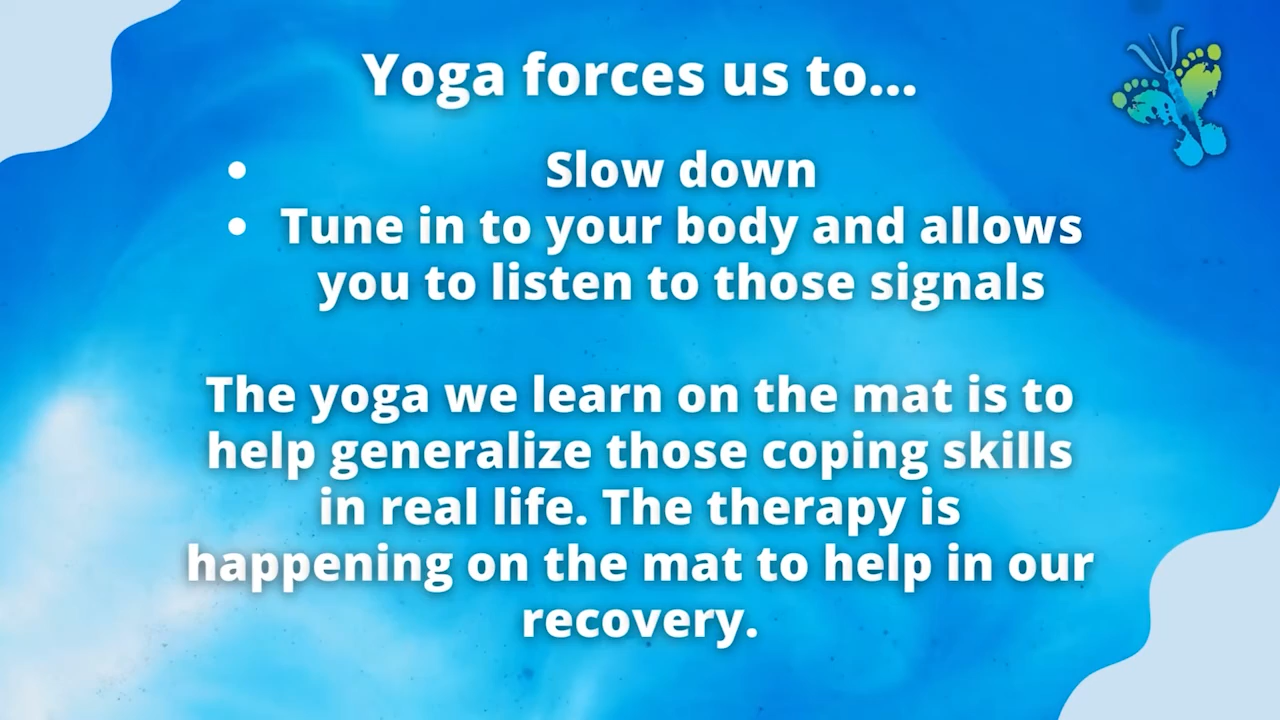 Yoga forces us to...
• Slow down
• Tune in to your body and allows
you to listen to those signals
The yoga we learn on the mat is to
help generalize those coping skills
in real life. The therapy is
happening on the mat to help in our
recovery.